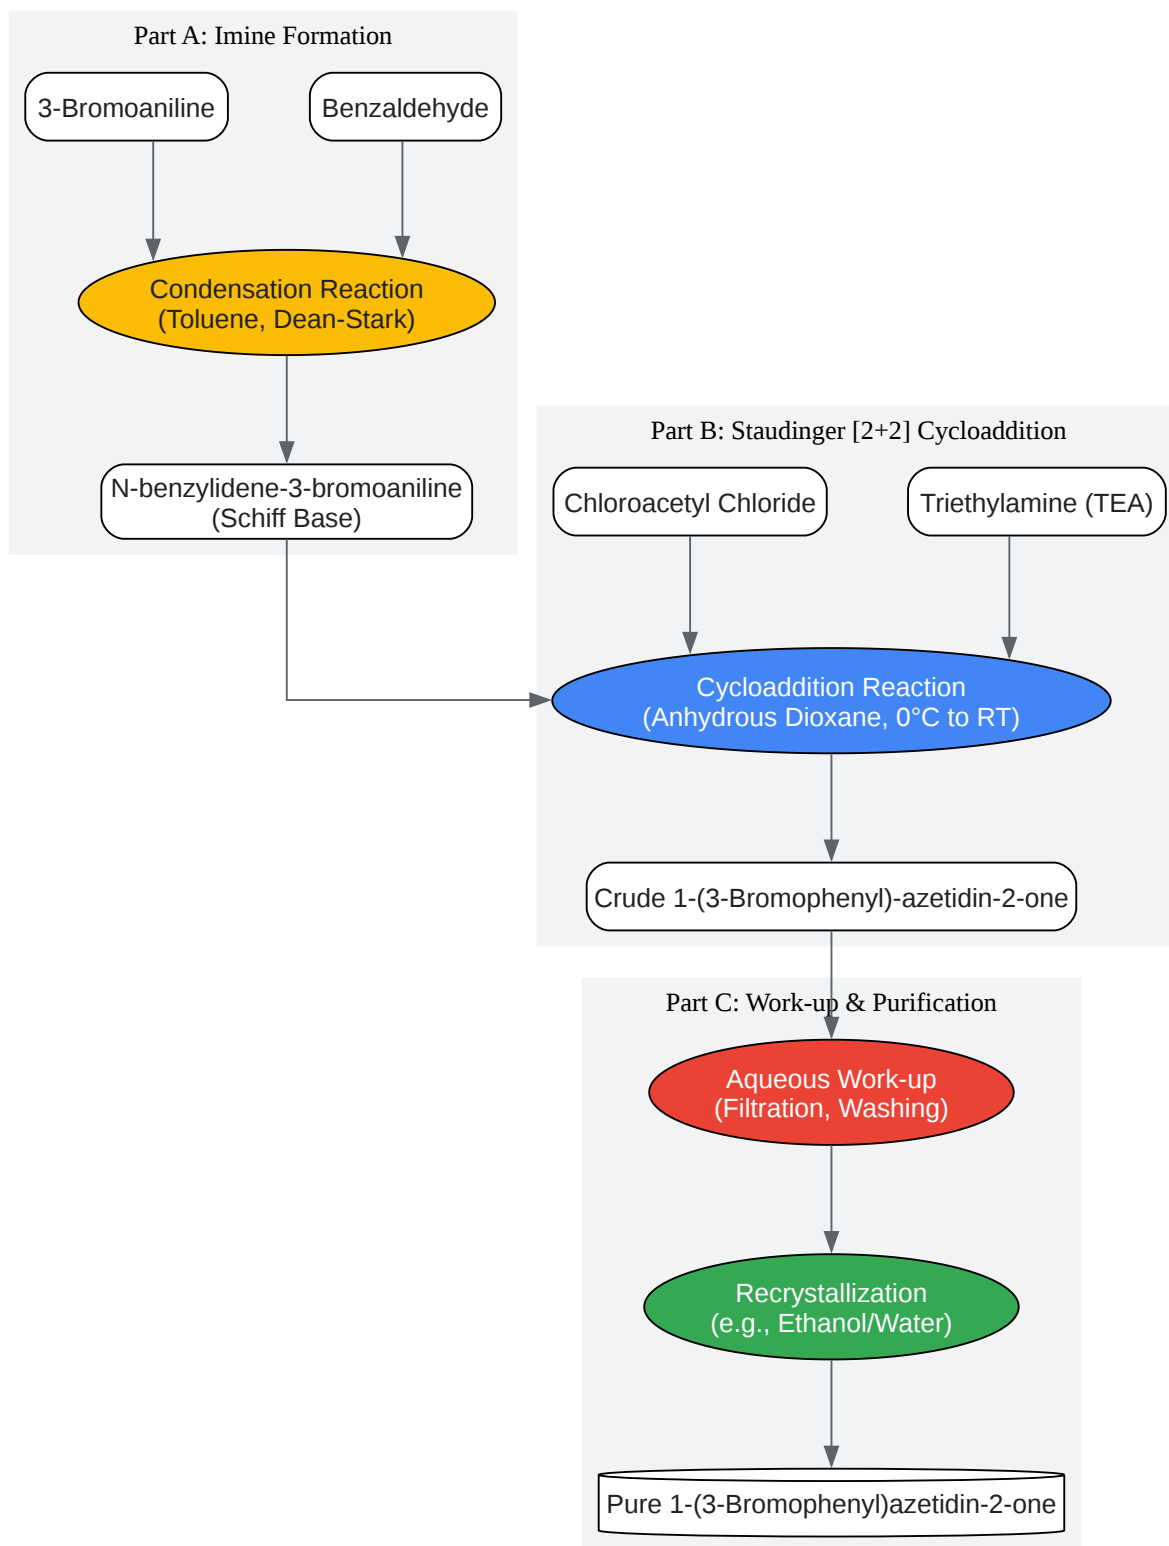 Part A: Imine Formation
3-Bromoaniline
Benzaldehyde
Condensation Reaction
(Toluene, Dean-Stark)
N-benzylidene-3-bromoaniline
(Schiff Base)
Part B: Staudinger [2+2] Cycloaddition
Chloroacetyl Chloride
Triethylamine (TEA)
Cycloaddition Reaction
(Anhydrous Dioxane, 0°C to RT)
Crude 1-(3-Bromophenyl)-azetidin-2-one
Part C: Work-up & Purification
Aqueous Work-up
(Filtration, Washing)
Recrystallization
(e.g., Ethanol/Water)
Pure 1-(3-Bromophenyl)azetidin-2-one